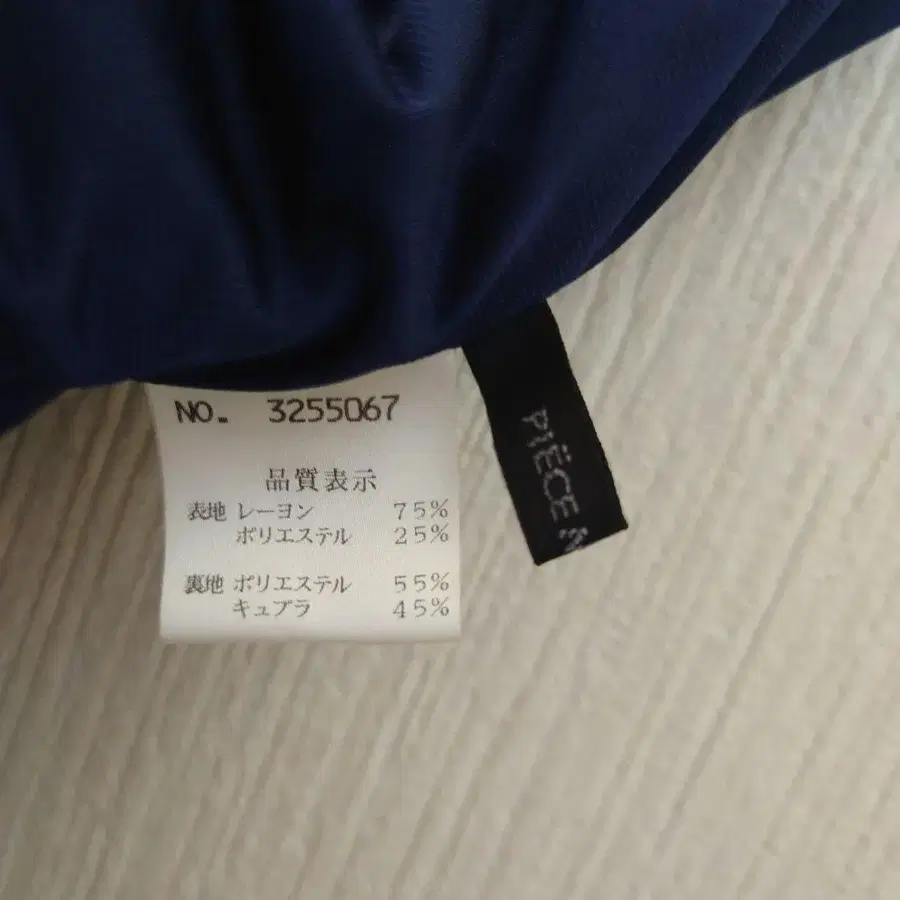 NO. 3255067
品質表示
表地 レーヨン 75%
ポリエステル 25%
裏地 ポリエステル 55%
キュプラ 45%
PIËCE